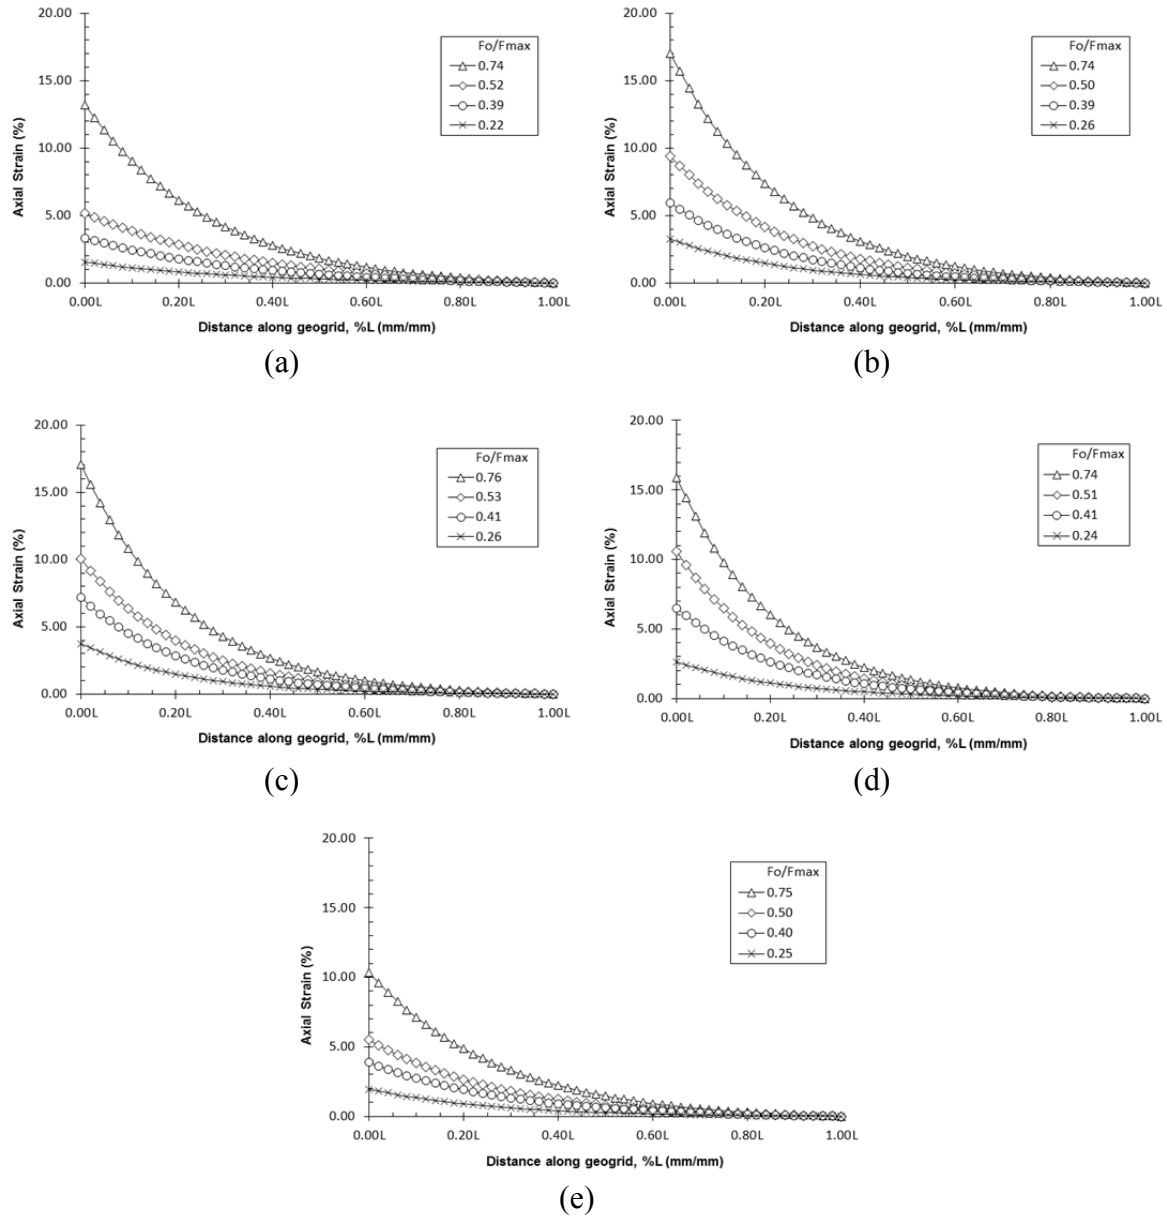 20.00
15.00
10.00
5.00
0.00
Axial Strain (%)
Fo/Fmax
0.74
0.52
0.39
0.22
0.00L 0.20L 0.40L 0.60L 0.80L 1.00L
Distance along geogrid, %L (mm/mm)
(a)
20.00
15.00
10.00
5.00
0.00
Axial Strain (%)
Fo/Fmax
0.74
0.50
0.39
0.26
0.00L 0.20L 0.40L 0.60L 0.80L 1.00L
Distance along geogrid, %L (mm/mm)
(b)
20.00
15.00
10.00
5.00
0.00
Axial Strain (%)
Fo/Fmax
0.76
0.53
0.41
0.26
0.00L 0.20L 0.40L 0.60L 0.80L 1.00L
Distance along geogrid, %L (mm/mm)
(c)
20.00
15.00
10.00
5.00
0.00
Axial Strain (%)
Fo/Fmax
0.74
0.51
0.41
0.24
0.00L 0.20L 0.40L 0.60L 0.80L 1.00L
Distance along geogrid, %L (mm/mm)
(d)
20.00
15.00
10.00
5.00
0.00
Axial Strain (%)
Fo/Fmax
0.75
0.50
0.40
0.25
0.00L 0.20L 0.40L 0.60L 0.80L 1.00L
Distance along geogrid, %L (mm/mm)
(e)